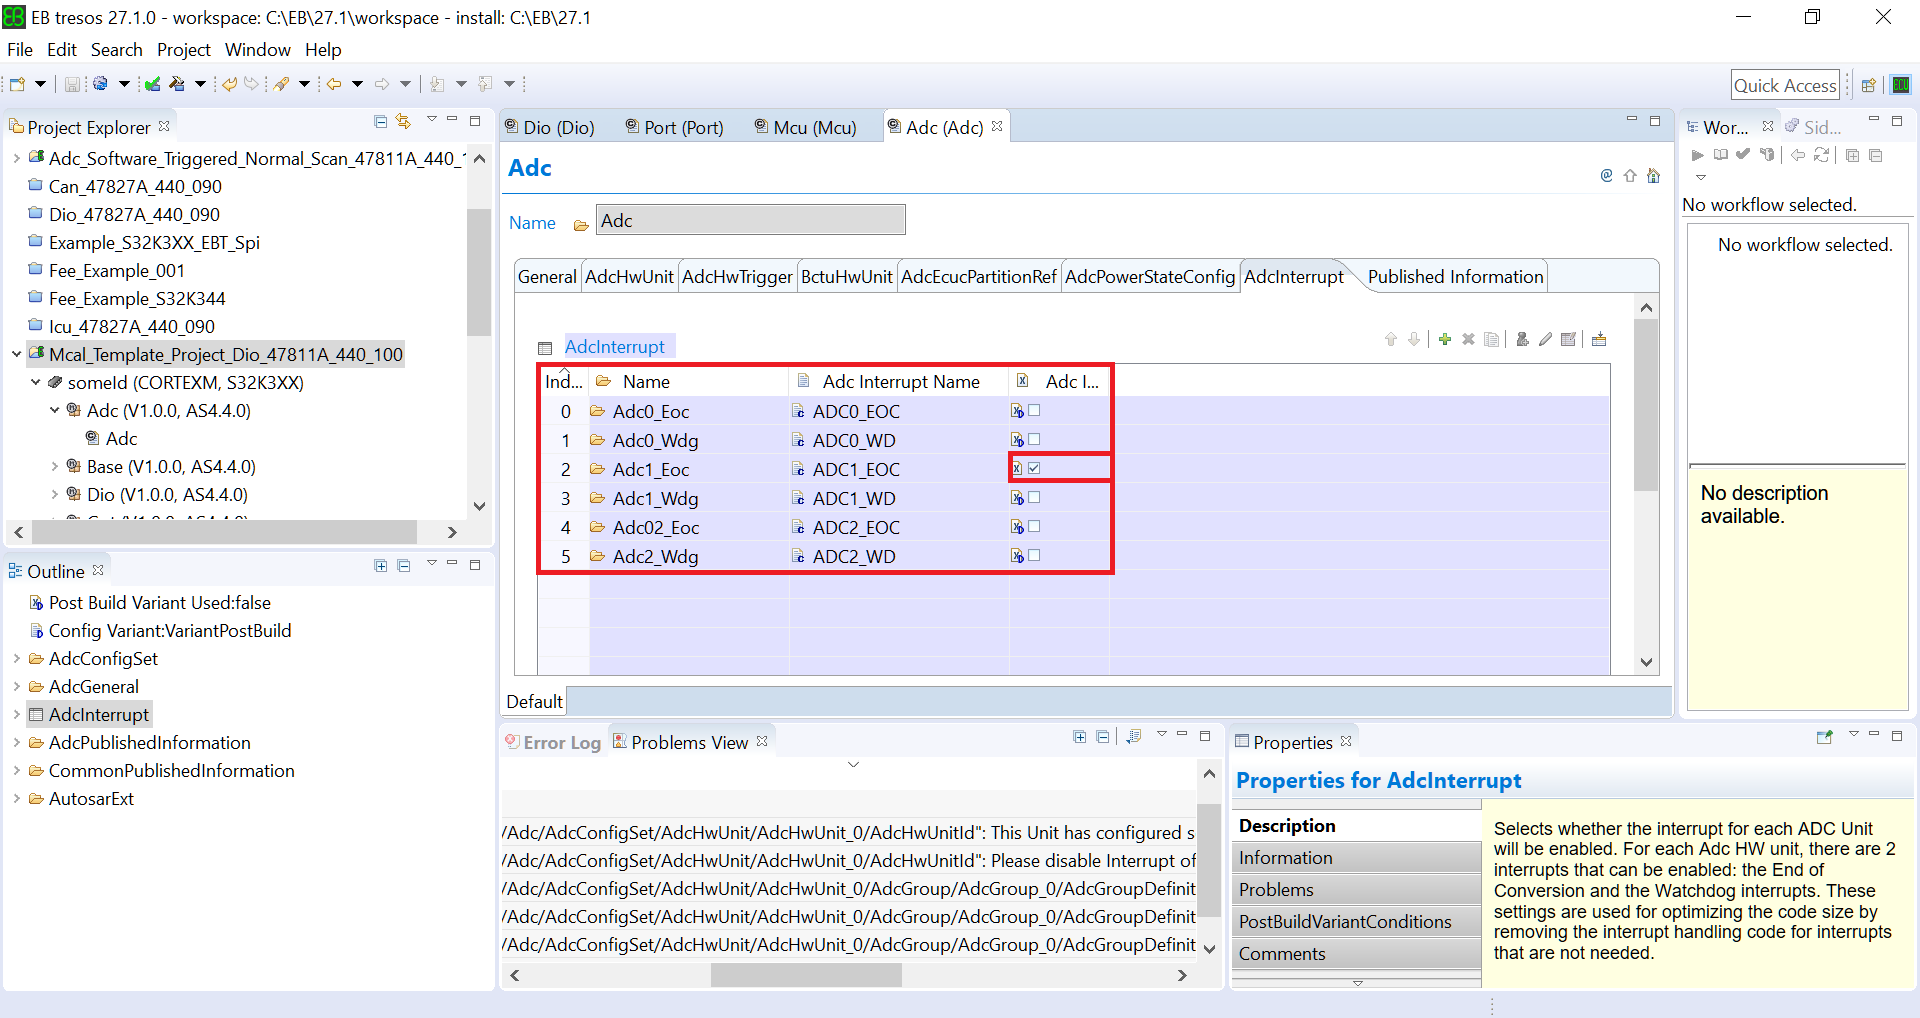 EB tresos 27.1.0 - workspace: C:\EB\27.1\workspace - install: C:\EB\27.1
File Edit Search Project Window Help
Quick Access
Project Explorer
Adc_Software_Triggered_Normal_Scan_47811A_440_
Can_47827A_440_090
Dio_47827A_440_090
Example_S32K3XX_EBT_Spi
Fee_Example_001
Fee_Example_S32K344
Icu_47827A_440_090
Mcal_Template_Project_Dio_47811A_440_100
someId (CORTEXM, S32K3XX)
Adc (V1.0.0, AS4.4.0)
Adc
Base (V1.0.0, AS4.4.0)
Dio (V1.0.0, AS4.4.0)
Outline
Post Build Variant Used:false
Config Variant:VariantPostBuild
AdcConfigSet
AdcGeneral
AdcInterrupt
AdcPublishedInformation
CommonPublishedInformation
AutosarExt
Dio (Dio) Port (Port) Mcu (Mcu) Adc (Adc)
Adc
Name Adc
General AdcHwUnit AdcHwTrigger BctuHwUnit AdcEcucPartitionRef AdcPowerStateConfig AdcInterrupt Published Information
AdcInterrupt
Ind... Name Adc Interrupt Name Adc I...
0 Adc0_Eoc ADC0_EOC
1 Adc0_Wdg ADC0_WD
2 Adc1_Eoc ADC1_EOC
3 Adc1_Wdg ADC1_WD
4 Adc02_Eoc ADC2_EOC
5 Adc2_Wdg ADC2_WD
Default
Wor... Sid...
No workflow selected.
No workflow selected.
No description
available.
Error Log Problems View
/Adc/AdcConfigSet/AdcHwUnit/AdcHwUnit_0/AdcHwUnitId": This Unit has configured s
/Adc/AdcConfigSet/AdcHwUnit/AdcHwUnit_0/AdcHwUnitId": Please disable Interrupt of
/Adc/AdcConfigSet/AdcHwUnit/AdcHwUnit_0/AdcGroup/AdcGroup_0/AdcGroupDefinit
/Adc/AdcConfigSet/AdcHwUnit/AdcHwUnit_0/AdcGroup/AdcGroup_0/AdcGroupDefinit
/Adc/AdcConfigSet/AdcHwUnit/AdcHwUnit_0/AdcGroup/AdcGroup_0/AdcGroupDefinit
Properties
Properties for AdcInterrupt
Description
Information
Problems
PostBuildVariantConditions
Comments
Selects whether the interrupt for each ADC Unit
will be enabled. For each Adc HW unit, there are 2
interrupts that can be enabled: the End of
Conversion and the Watchdog interrupts. These
settings are used for optimizing the code size by
removing the interrupt handling code for interrupts
that are not needed.